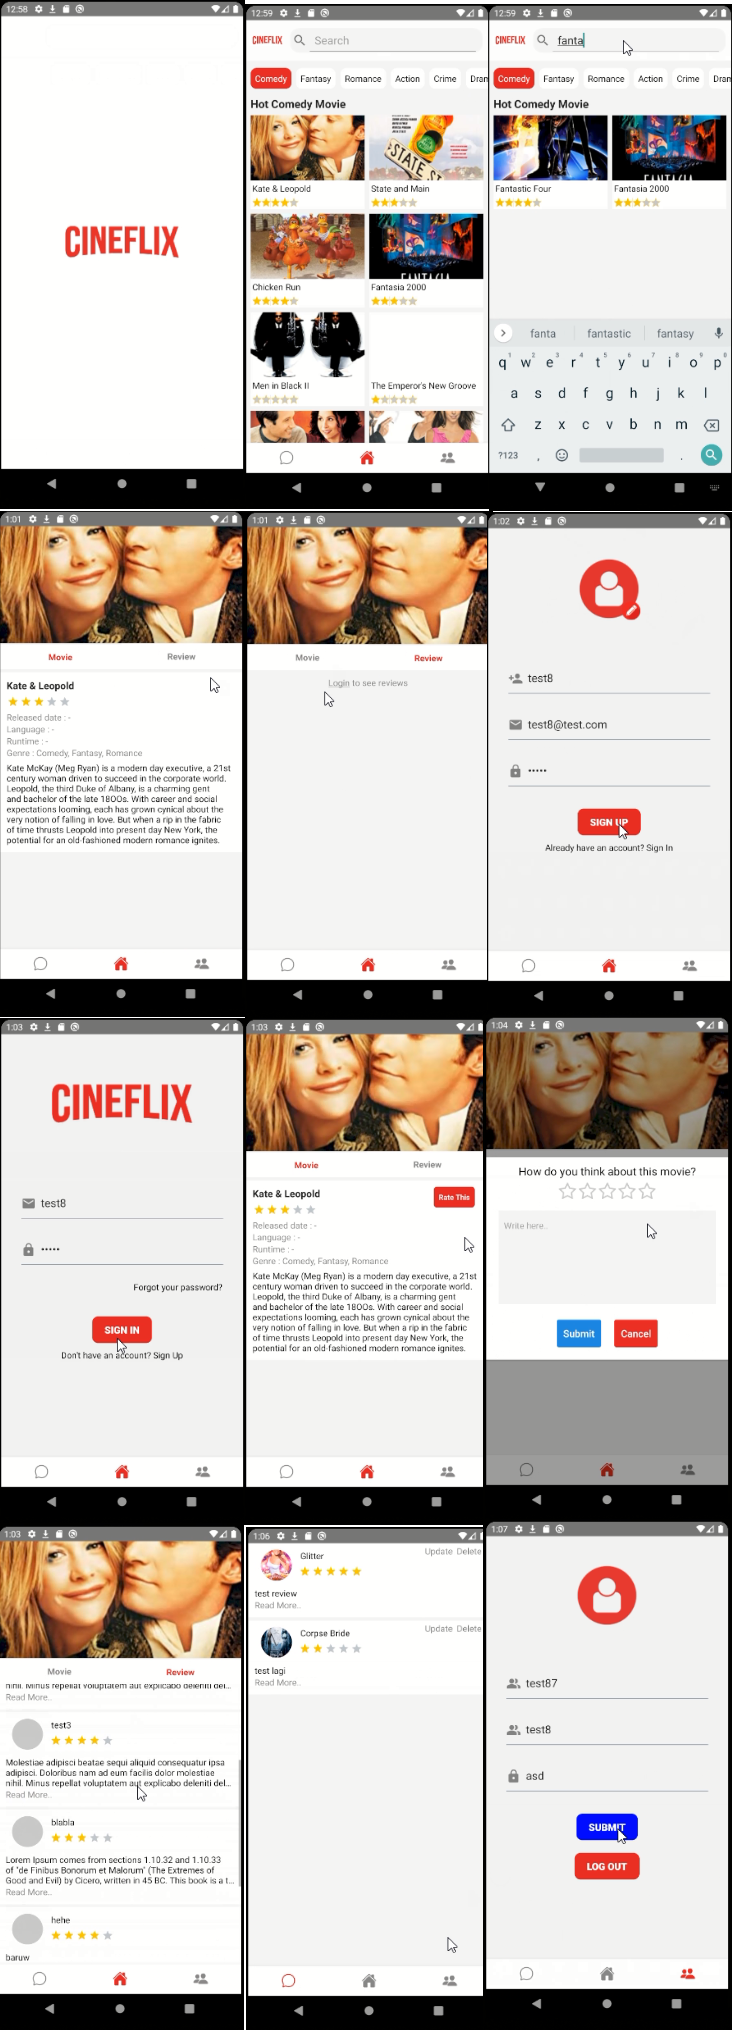 12:58
CINEFLIX
12:59
CINEFLIX
Search
Comedy Fantasy Romance Action Crime Dram
Hot Comedy Movie
STATE ST
Kate & Leopold
State and Main
FANTASIA
Chicken Run
Fantasia 2000
Men in Black II
The Emperor's New Groove
12:59
CINEFLIX
fanta
Comedy Fantasy Romance Action Crime Dram
Hot Comedy Movie
FANTASIA
Fantastic Four
Fantasia 2000
fanta fantastic fantasy
q1 w2 e3 r4 t5 y6 u7 i8 o9 p0
a s d f g h j k l
z x c v b n m
?123 , .
1:01
Movie Review
Kate & Leopold
Released date : -
Language : -
Runtime : -
Genre : Comedy, Fantasy, Romance
Kate McKay (Meg Ryan) is a modern day executive, a 21st
century woman driven to succeed in the corporate world.
Leopold, the third Duke of Albany, is a charming gent
and bachelor of the late 1800s. With career and social
expectations looming, each has grown cynical about the
very notion of falling in love. But when a rip in the fabric
of time thrusts Leopold into present day New York, the
potential for an old-fashioned modern romance ignites.
1:01
Movie Review
Login to see reviews
1:02
test8
test8@test.com
•••••
SIGN UP
Already have an account? Sign In
1:03
CINEFLIX
test8
•••••
Forgot your password?
SIGN IN
Don't have an account? Sign Up
1:03
Movie Review
Kate & Leopold
Rate This
Released date : -
Language : -
Runtime : -
Genre : Comedy, Fantasy, Romance
Kate McKay (Meg Ryan) is a modern day executive, a 21st
century woman driven to succeed in the corporate world.
Leopold, the third Duke of Albany, is a charming gent
and bachelor of the late 1800s. With career and social
expectations looming, each has grown cynical about the
very notion of falling in love. But when a rip in the fabric
of time thrusts Leopold into present day New York, the
potential for an old-fashioned modern romance ignites.
1:04
How do you think about this movie?
Write here..
Submit Cancel
1:03
Movie Review
nihil. Minus repellat voluptatem aut explicabo deleniti del...
Read More..
test3
Molestiae adipisci beatae sequi aliquid consequatur ipsa
adipisci. Doloribus nam ad eum facilis dolor molestiae
nihil. Minus repellat voluptatem aut explicabo deleniti del...
Read More..
blabla
Lorem Ipsum comes from sections 1.10.32 and 1.10.33
of "de Finibus Bonorum et Malorum" (The Extremes of
Good and Evil) by Cicero, written in 45 BC. This book is a t...
Read More..
hehe
baruw
1:06
Glitter
Update Delete
test review
Read More..
Corpse Bride
Update Delete
test lagi
Read More..
1:07
test87
test8
asd
SUBMIT
LOG OUT